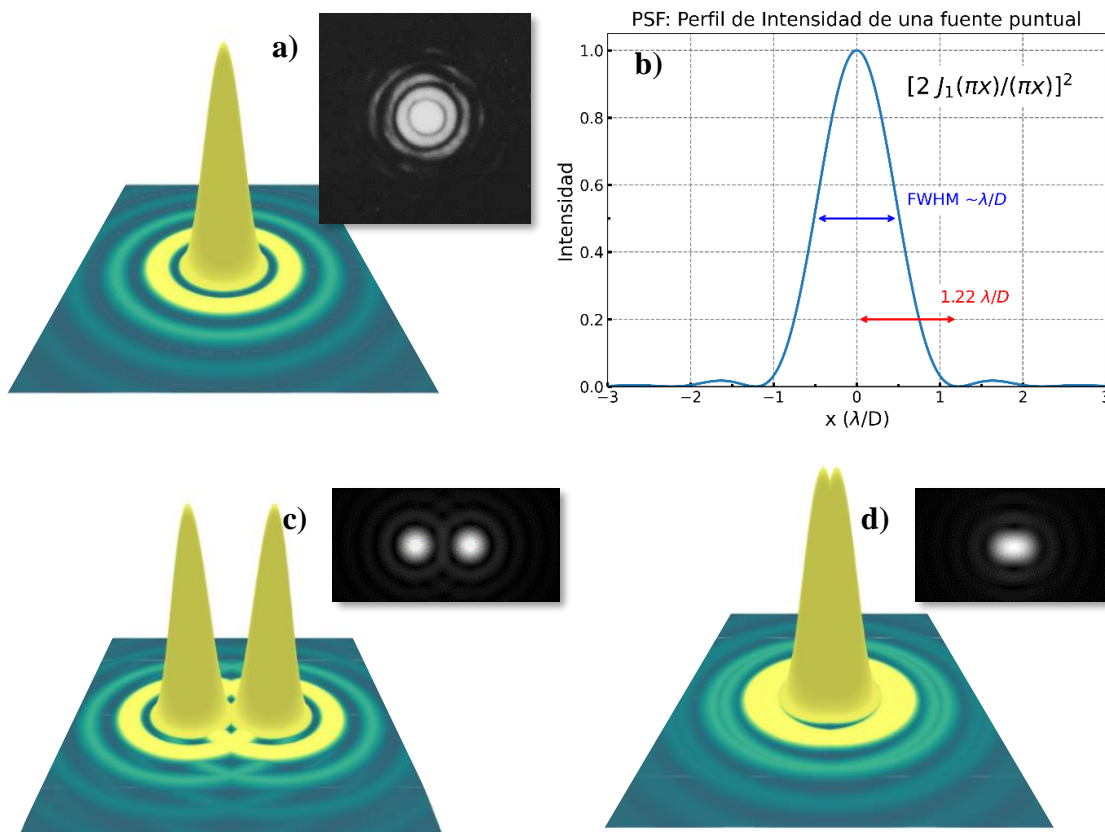 a)
PSF: Perfil de Intensidad de una fuente puntual
b)
[2 J₁(πx)/(πx)]²
FWHM ~λ/D
1.22 λ/D
Intensidad
1.0
0.8
0.6
0.4
0.2
0.0
−3 −2 −1 0 1 2 3
x (λ/D)
c)
d)